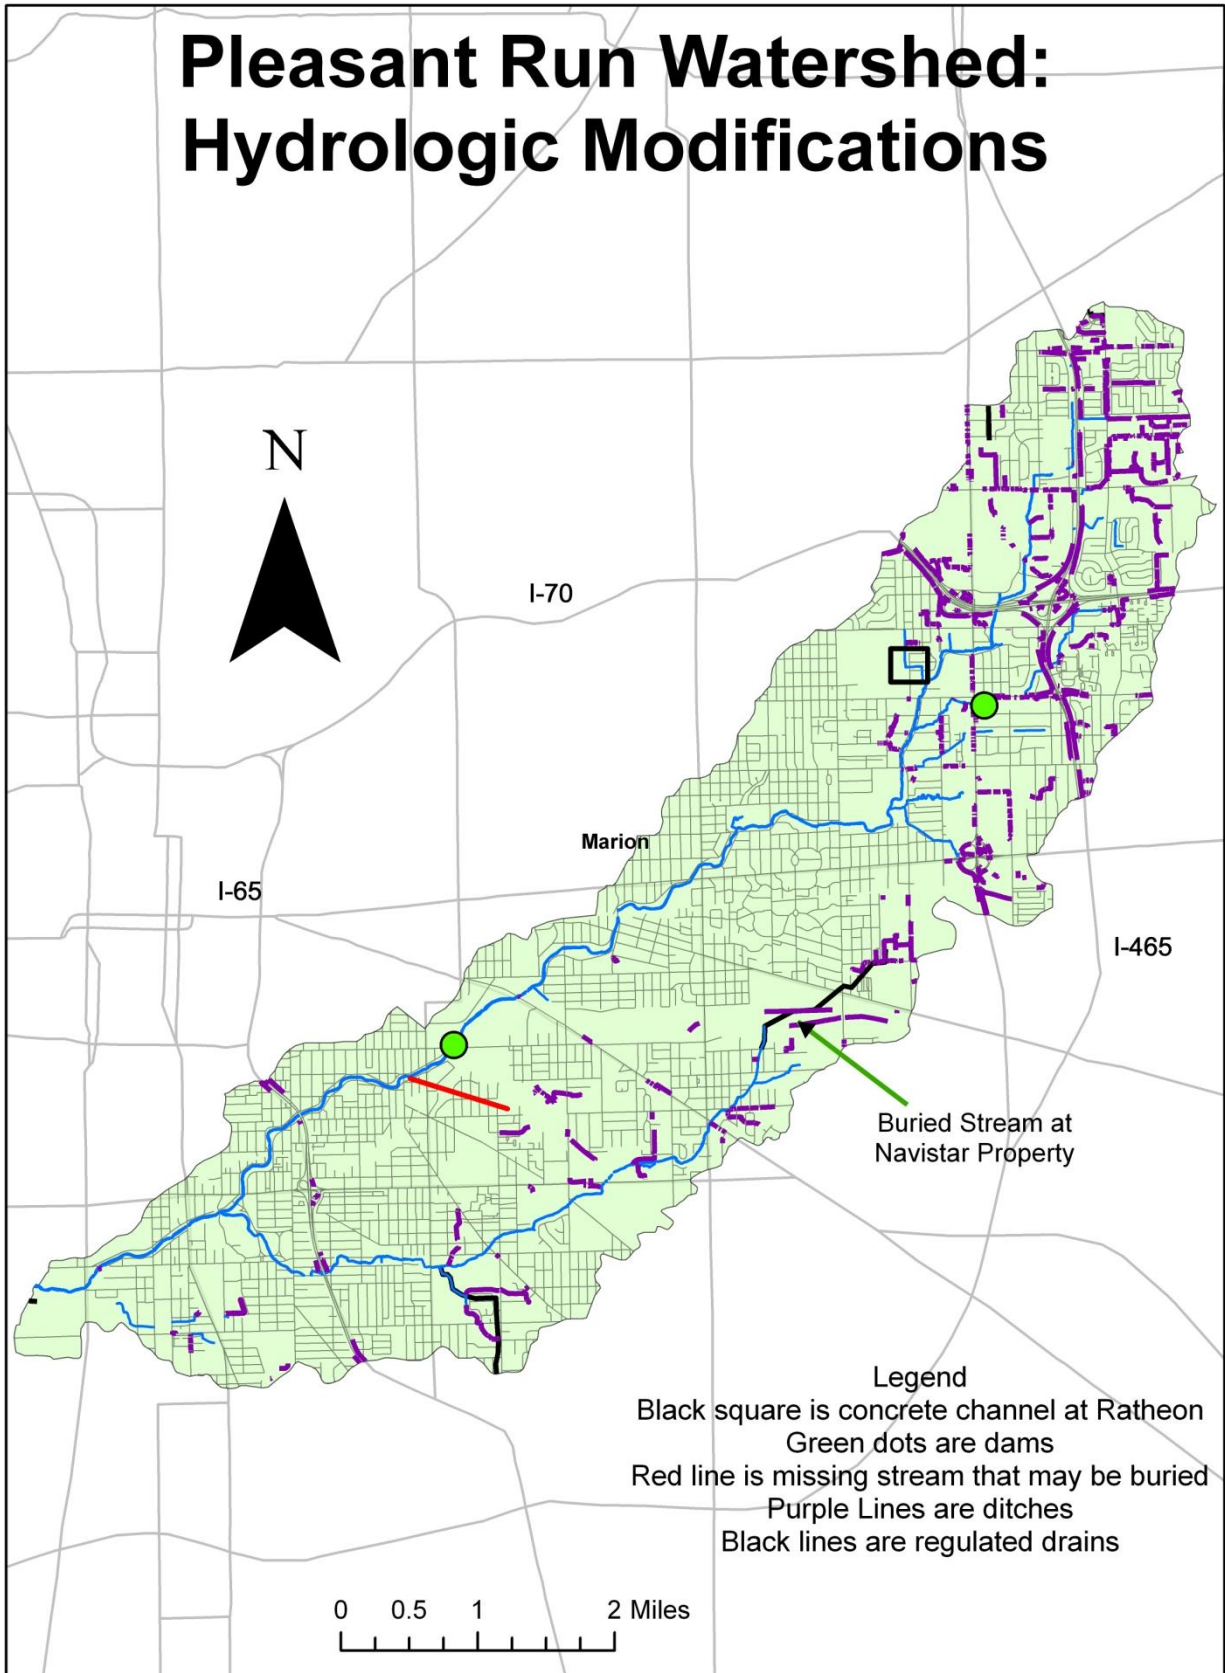 Pleasant Run Watershed:
Hydrologic Modifications
N
I-70
Marion
I-65
I-465
Buried Stream at
Navistar Property
Legend
Black square is concrete channel at Ratheon
Green dots are dams
Red line is missing stream that may be buried
Purple Lines are ditches
Black lines are regulated drains
0 0.5 1 2 Miles